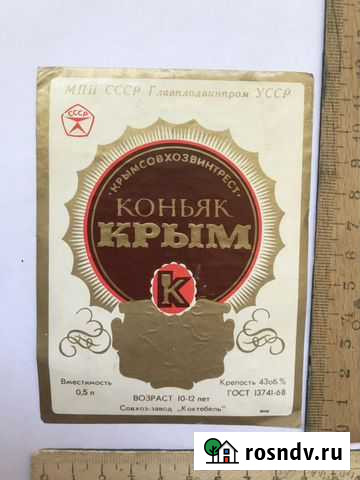 МПП СССР Главплодвинпром УССР
СССР
"КРЫМСОВХОЗВИНТРЕСТ"
КОНЬЯК
КРЫМ
К
Вместимость
0,5 л
Крепость 43об.%
ГОСТ 13741-68
ВОЗРАСТ 10-12 лет
Совхоз-завод „Коктебель"
rosndv.ru